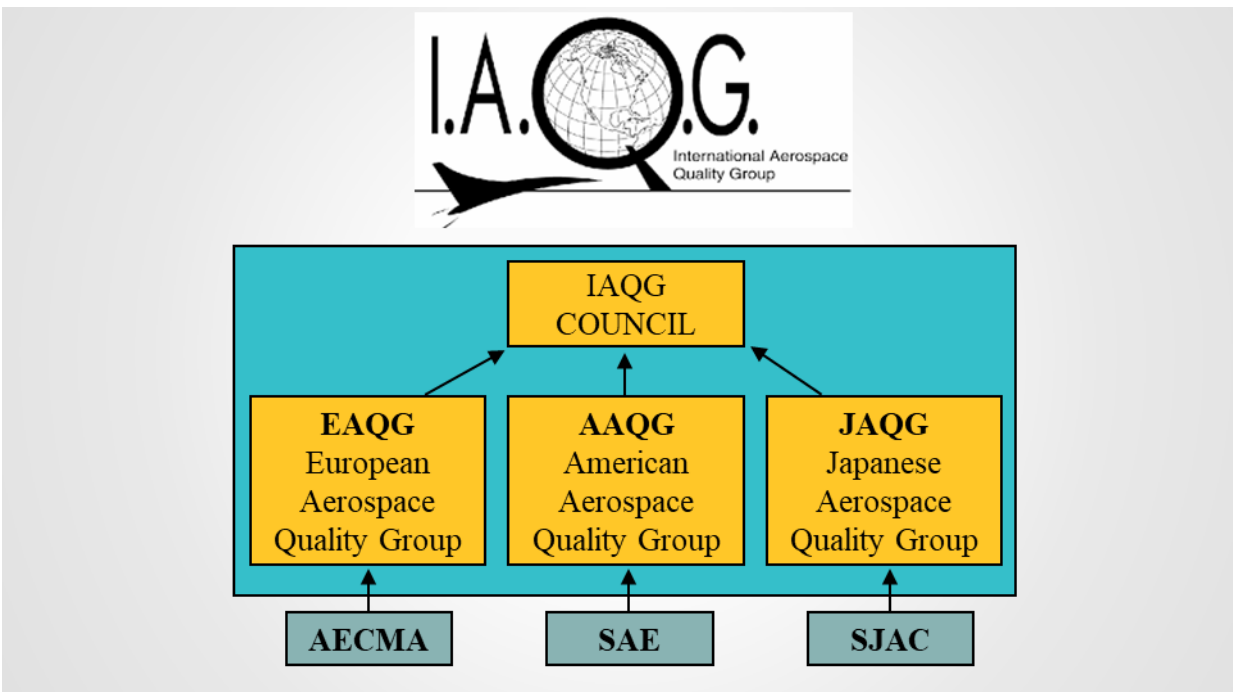 I.A.Q.G.
International Aerospace
Quality Group
IAQG
COUNCIL
EAQG
European
Aerospace
Quality Group
AAQG
American
Aerospace
Quality Group
JAQG
Japanese
Aerospace
Quality Group
AECMA
SAE
SJAC